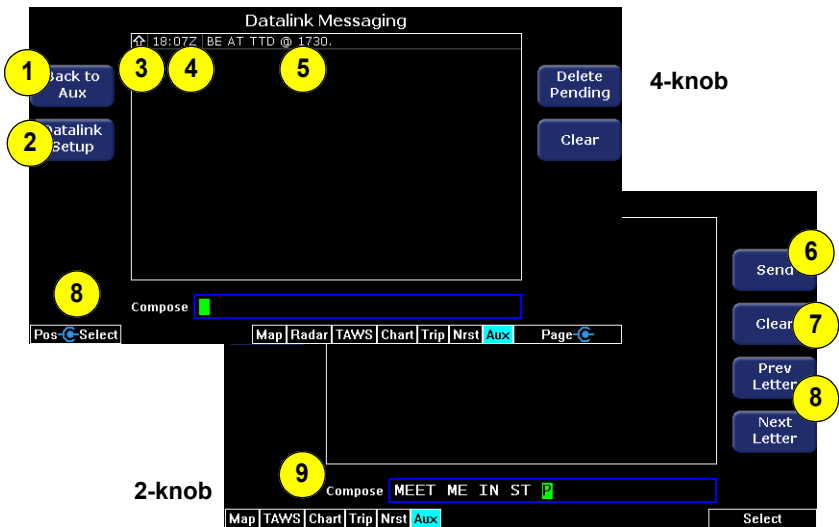 Datalink Messaging
18:07Z BE AT TTD @ 1730.
1
3
4
5
Back to
Aux
Delete
Pending
4-knob
2
Datalink
Setup
Clear
8
Compose
Pos Select
Map Radar TAWS Chart Trip Nrst Aux Page
6
Send
Clear
7
Prev
Letter
8
Next
Letter
9
2-knob
Compose MEET ME IN ST P
Map TAWS Chart Trip Nrst Aux
Select